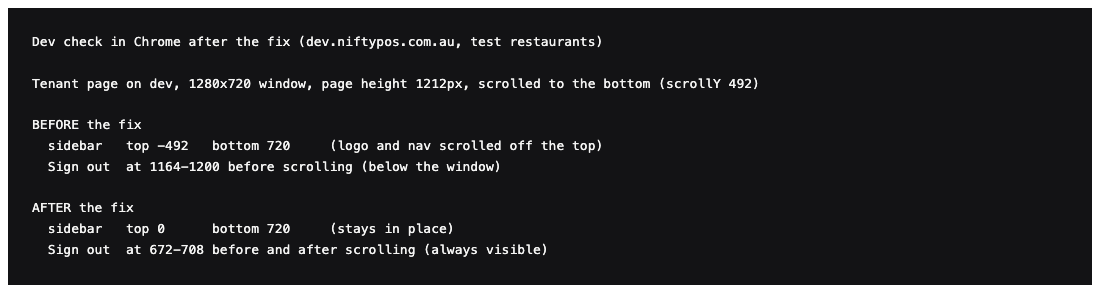 Dev check in Chrome after the fix (dev.niftypos.com.au, test restaurants)
Tenant page on dev, 1280x720 window, page height 1212px, scrolled to the bottom (scrollY 492)
BEFORE the fix
sidebar top -492 bottom 720 (logo and nav scrolled off the top)
Sign out at 1164-1200 before scrolling (below the window)
AFTER the fix
sidebar top 0 bottom 720 (stays in place)
Sign out at 672-708 before and after scrolling (always visible)